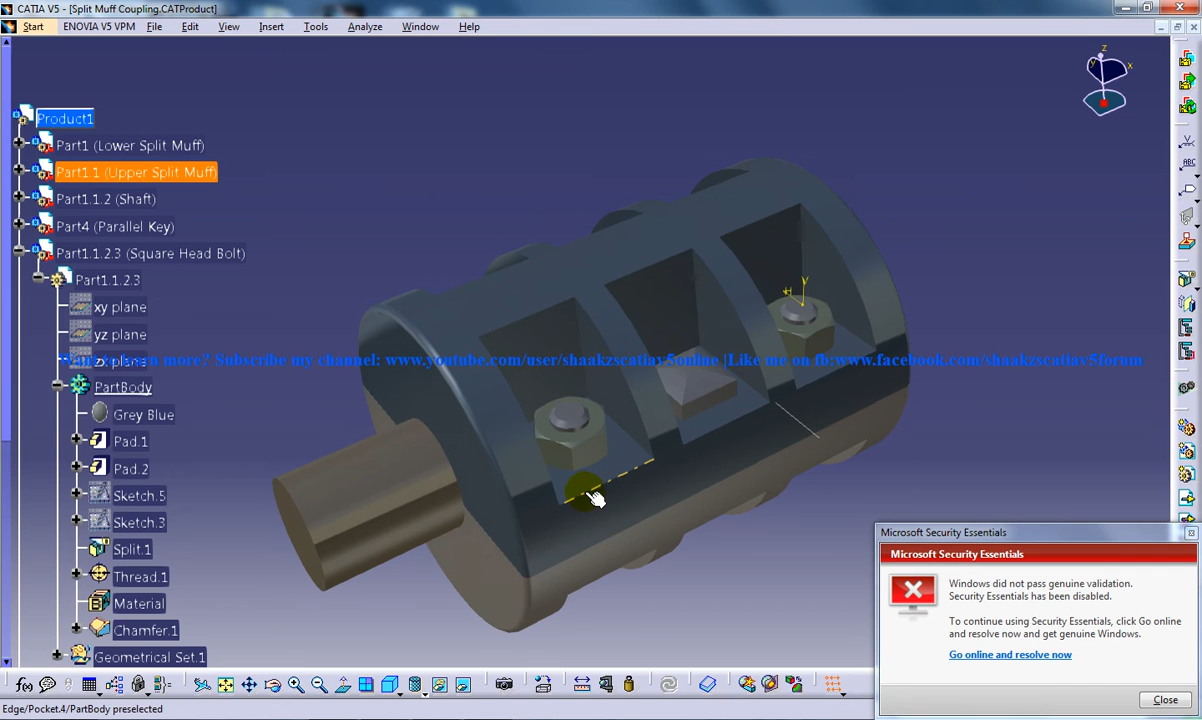 CATIA V5 - [Split Muff Coupling.CATProduct]
Start ENOVIA V5 VPM File Edit View Insert Tools Analyze Window Help
z
y
x
Product1
Part1 (Lower Split Muff)
Part1.1 (Upper Split Muff)
Part1.1.2 (Shaft)
Part4 (Parallel Key)
Part1.1.2.3 (Square Head Bolt)
Part1.1.2.3
xy plane
yz plane
zx plane
Want to learn more? Subscribe my channel: www.youtube.com/user/shaakzscatiav5online |Like me on fb:www.facebook.com/shaakzscatiav5forum
PartBody
Grey Blue
Pad.1
Pad.2
Sketch.5
Sketch.3
Split.1
Thread.1
Material
Chamfer.1
Geometrical Set.1
H V
ABC
Microsoft Security Essentials
Microsoft Security Essentials
Windows did not pass genuine validation.
Security Essentials has been disabled.
To continue using Security Essentials, click Go online
and resolve now and get genuine Windows.
Go online and resolve now
Close
f(x)
Edge/Pocket.4/PartBody preselected